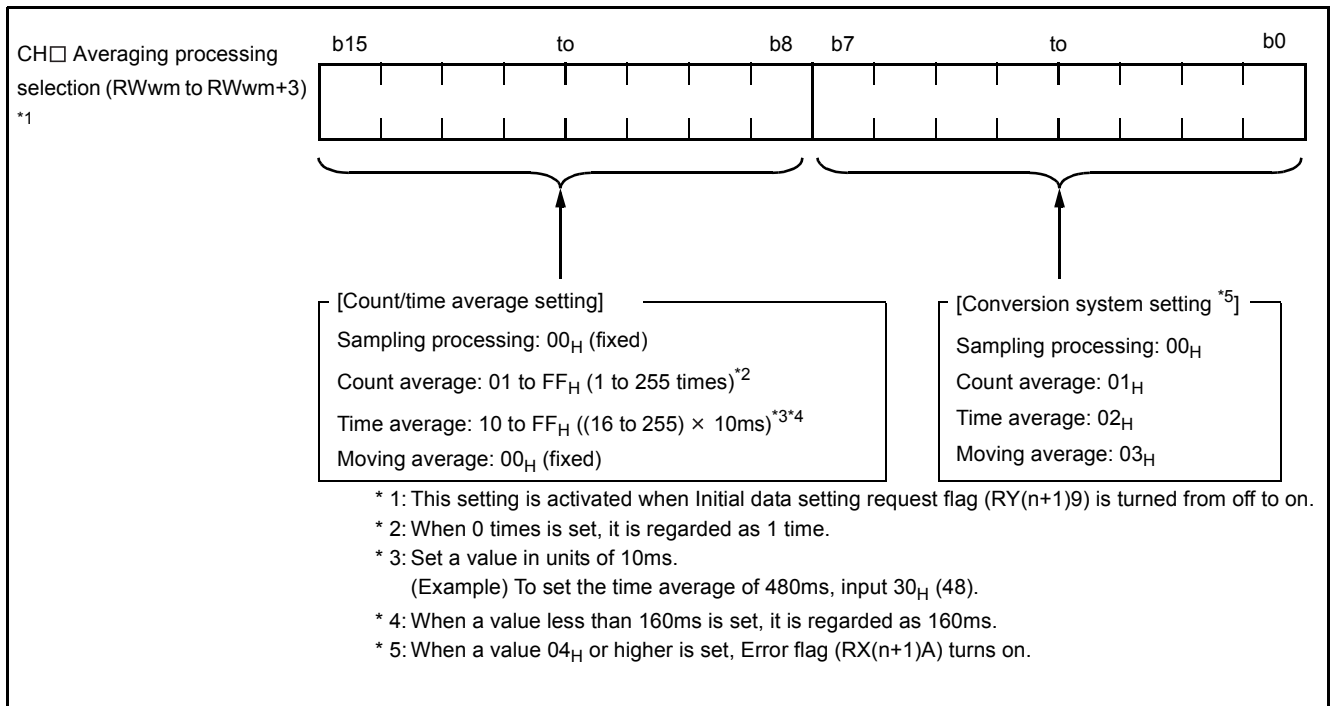 CH□ Averaging processing
selection (RWwm to RWwm+3)
*1
b15 to b8 b7 to b0
[Count/time average setting]
Sampling processing: 00H (fixed)
Count average: 01 to FFH (1 to 255 times)*2
Time average: 10 to FFH ((16 to 255) × 10ms)*3*4
Moving average: 00H (fixed)
[Conversion system setting *5]
Sampling processing: 00H
Count average: 01H
Time average: 02H
Moving average: 03H
* 1: This setting is activated when Initial data setting request flag (RY(n+1)9) is turned from off to on.
* 2: When 0 times is set, it is regarded as 1 time.
* 3: Set a value in units of 10ms.
(Example) To set the time average of 480ms, input 30H (48).
* 4: When a value less than 160ms is set, it is regarded as 160ms.
* 5: When a value 04H or higher is set, Error flag (RX(n+1)A) turns on.